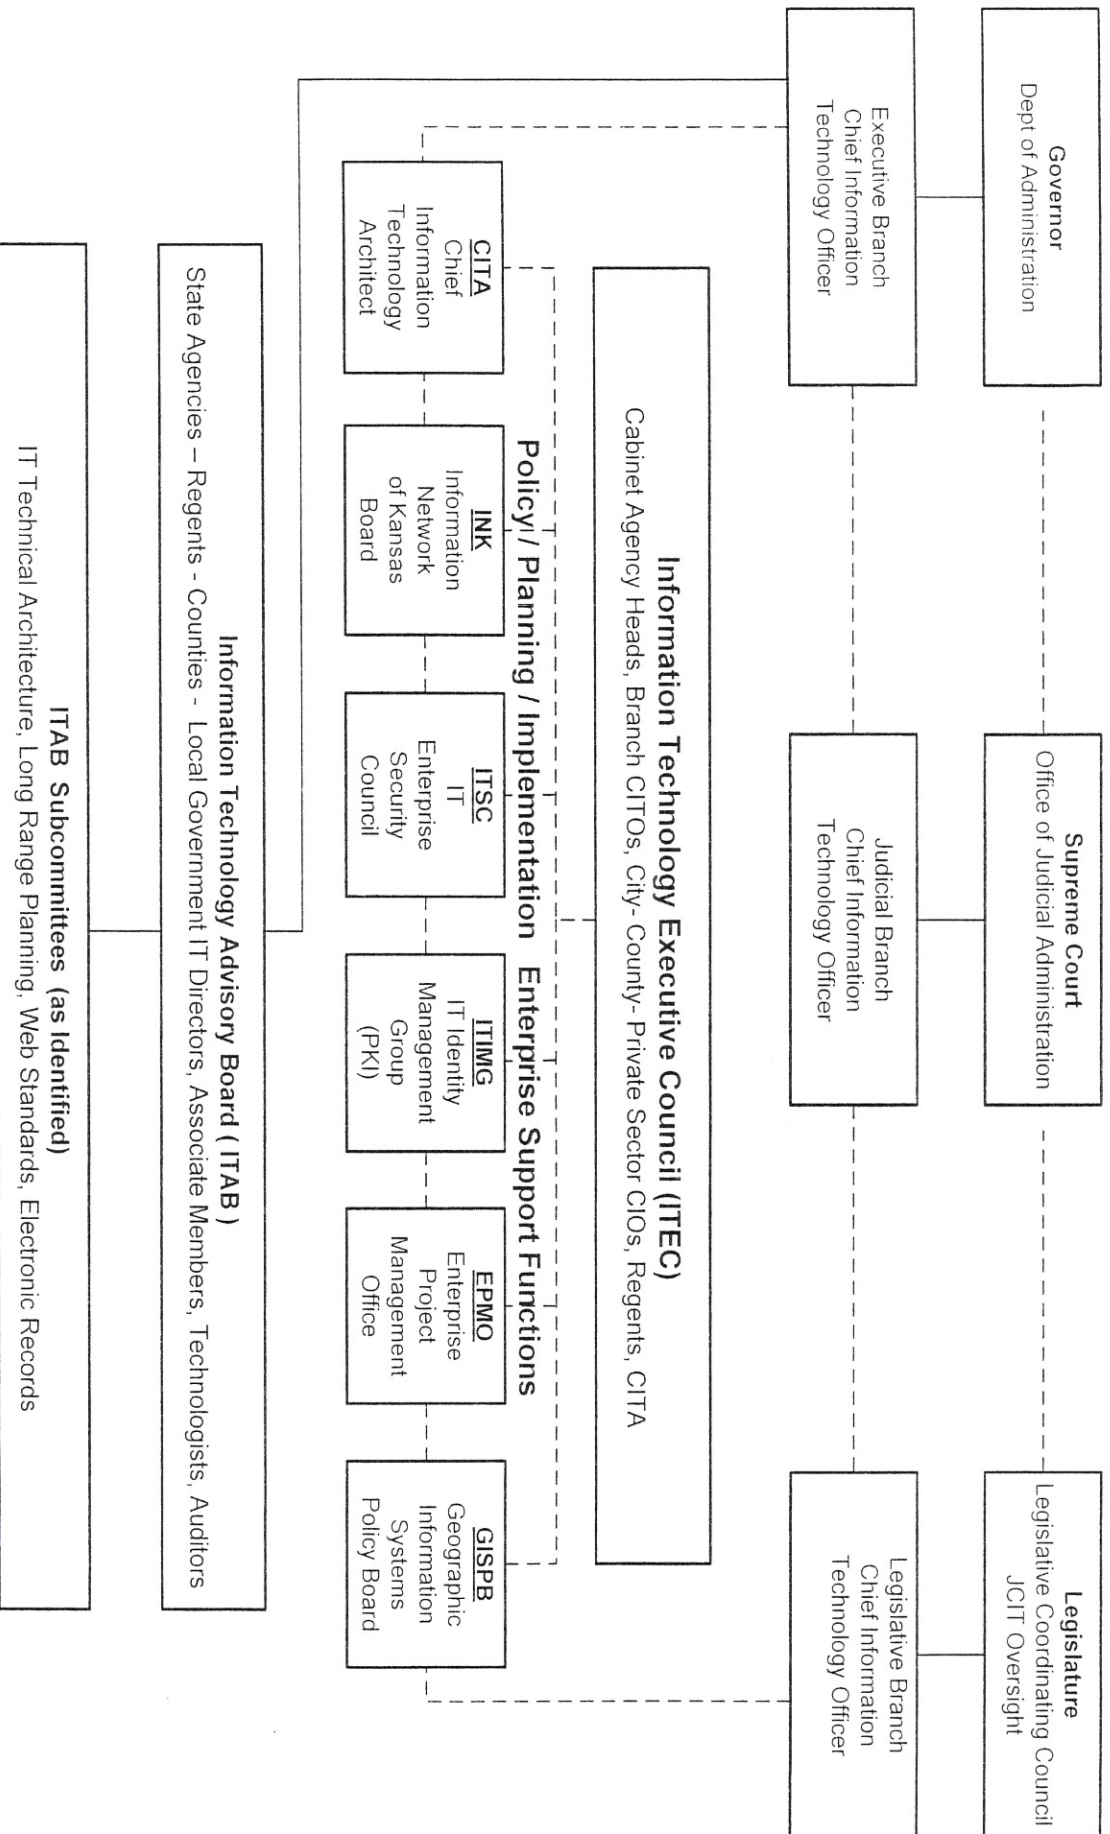 Governor
Dept of Administration
Supreme Court
Office of Judicial Administration
Legislature
Legislative Coordinating Council
JCIT Oversight
Executive Branch
Chief Information
Technology Officer
Judicial Branch
Chief Information
Technology Officer
Legislative Branch
Chief Information
Technology Officer
Information Technology Executive Council (ITEC)
Cabinet Agency Heads, Branch CITOs, City- County- Private Sector CIOs, Regents, CITA
Policy / Planning / Implementation Enterprise Support Functions
CITA
Chief
Information
Technology
Architect
INK
Information
Network
of Kansas
Board
ITSC
IT
Enterprise
Security
Council
ITIMG
IT Identity
Management
Group
(PKI)
EPMO
Enterprise
Project
Management
Office
GISPB
Geographic
Information
Systems
Policy Board
Information Technology Advisory Board ( ITAB )
State Agencies – Regents - Counties - Local Government IT Directors, Associate Members, Technologists, Auditors
ITAB Subcommittees (as Identified)
IT Technical Architecture, Long Range Planning, Web Standards, Electronic Records